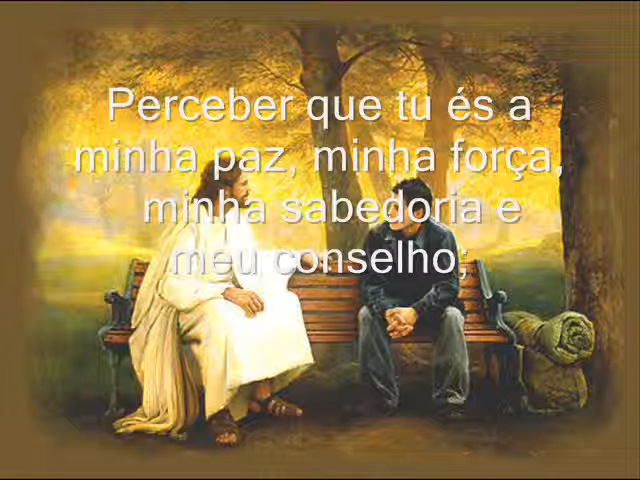 Perceber que tu és a
minha paz, minha força,
minha sabedoria e
meu conselho;